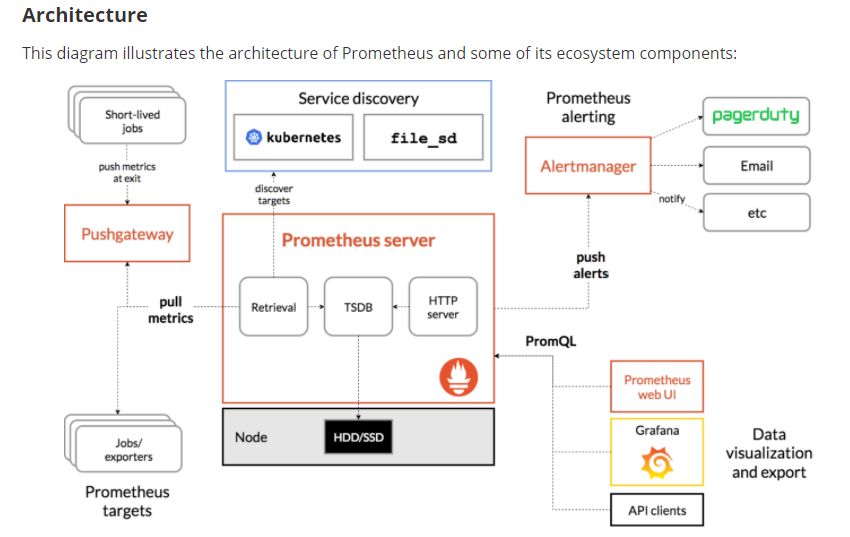 Architecture
This diagram illustrates the architecture of Prometheus and some of its ecosystem components:
Short-lived
jobs
push metrics
at exit
Pushgateway
pull
metrics
Jobs/
exporters
Prometheus
targets
Service discovery
kubernetes
file_sd
discover
targets
Prometheus server
Retrieval
TSDB
HTTP
server
Node
HDD/SSD
Prometheus
alerting
Alertmanager
pagerduty
Email
etc
notify
push
alerts
PromQL
Prometheus
web UI
Grafana
API clients
Data
visualization
and export